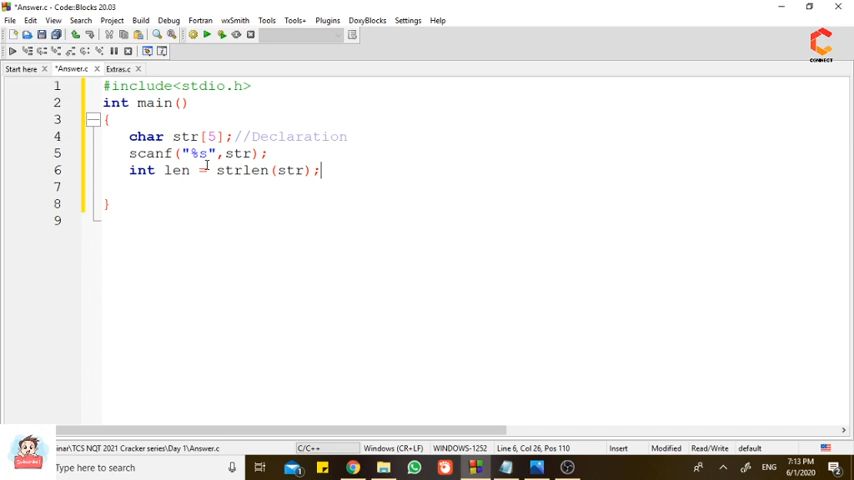 *Answer.c - Code::Blocks 20.03
File Edit View Search Project Build Debug Fortran wxSmith Tools Tools+ Plugins DoxyBlocks Settings Help
CONNECT
Start here *Answer.c Extras.c
1 #include<stdio.h>
2 int main()
3 {
4 char str[5];//Declaration
5 scanf("%s",str);
6 int len = strlen(str);
7
8 }
9
inar\TCS NQT 2021 Cracker series\Day 1\Answer.c C/C++ Windows (CR+LF) WINDOWS-1252 Line 6, Col 26, Pos 110 Insert Modified Read/Write default
Subscribe!
Type here to search
ENG
7:13 PM
6/1/2020
2